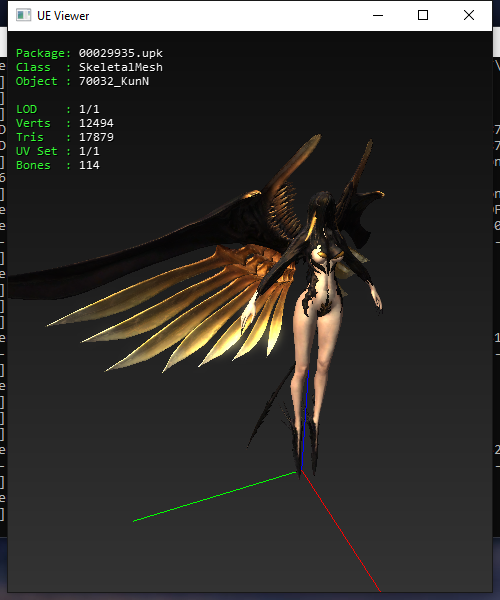 UE Viewer
Package: 00029935.upk
Class : SkeletalMesh
Object : 70032_KunN
LOD : 1/1
Verts : 12494
Tris : 17879
UV Set : 1/1
Bones : 114